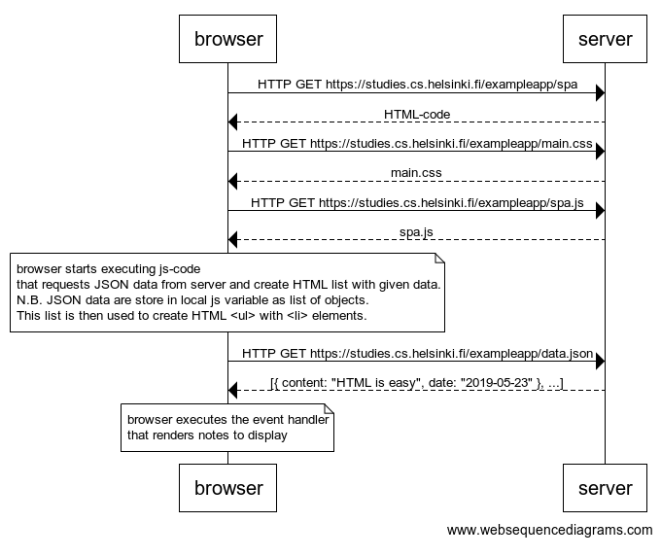 browser server
HTTP GET https://studies.cs.helsinki.fi/exampleapp/spa
HTML-code
HTTP GET https://studies.cs.helsinki.fi/exampleapp/main.css
main.css
HTTP GET https://studies.cs.helsinki.fi/exampleapp/spa.js
spa.js
browser starts executing js-code
that requests JSON data from server and create HTML list with given data.
N.B. JSON data are store in local js variable as list of objects.
This list is then used to create HTML <ul> with <li> elements.
HTTP GET https://studies.cs.helsinki.fi/exampleapp/data.json
[{ content: "HTML is easy", date: "2019-05-23" }, ...]
browser executes the event handler
that renders notes to display
browser server
www.websequencediagrams.com